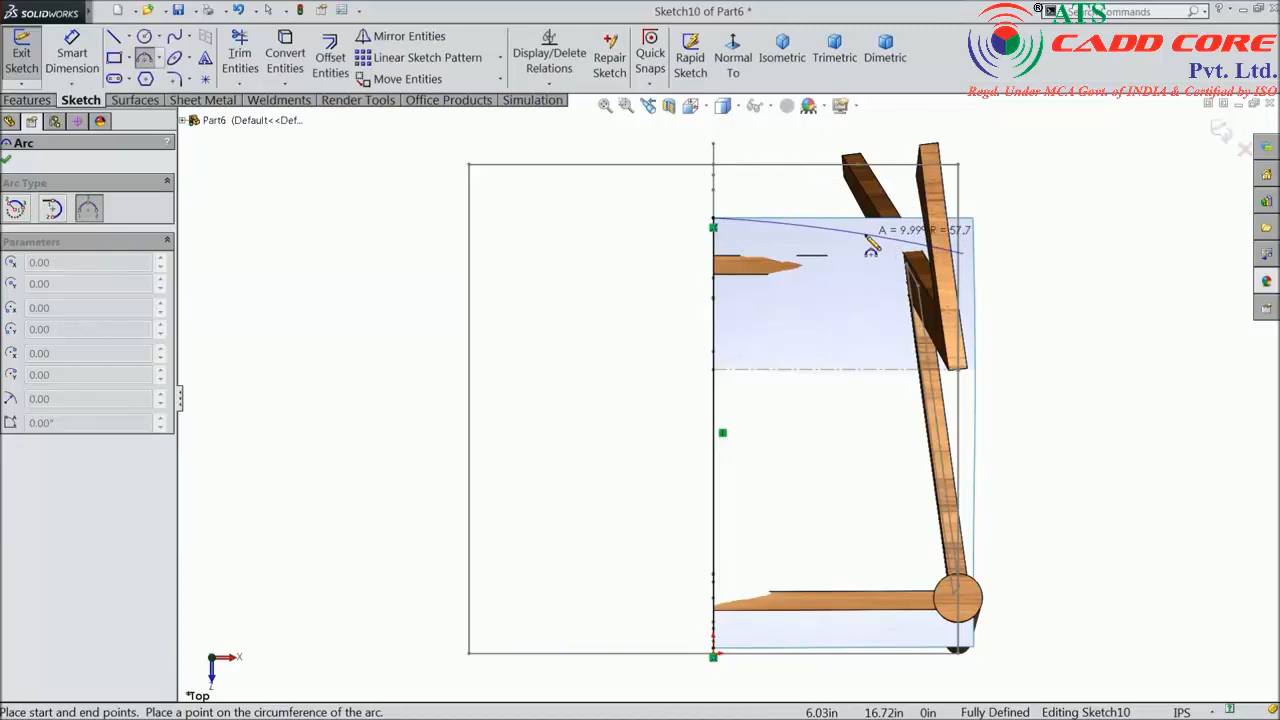 SOLIDWORKS
Sketch10 of Part6 *
Commands
® ATS
CADD CORE
Pvt. Ltd.
Regd. Under MCA Govt. of INDIA & Certified by ISO
Exit Sketch
Smart Dimension
Trim Entities
Convert Entities
Offset Entities
Mirror Entities
Linear Sketch Pattern
Move Entities
Display/Delete Relations
Repair Sketch
Quick Snaps
Rapid Sketch
Normal To
Isometric
Trimetric
Dimetric
Features
Sketch
Surfaces
Sheet Metal
Weldments
Render Tools
Office Products
Simulation
Part6 (Default<<Def...
Arc
?
Arc Type
Parameters
0.00
0.00
0.00
0.00
0.00
0.00
0.00
0.00°
A = 9.99° R = 57.7
X
Z
*Top
Place start and end points. Place a point on the circumference of the arc.
6.03in
16.72in
0in
Fully Defined
Editing Sketch10
IPS